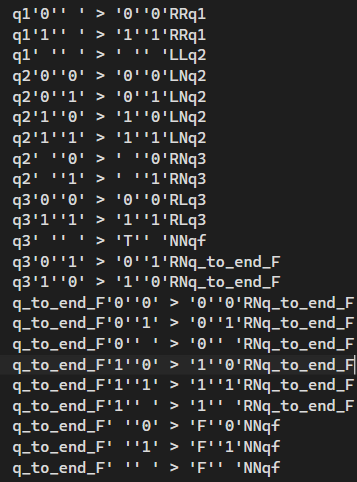 q1'0'' ' > '0''0'RRq1
q1'1'' ' > '1''1'RRq1
q1' '' ' > ' '' 'LLq2
q2'0''0' > '0''0'LNq2
q2'0''1' > '0''1'LNq2
q2'1''0' > '1''0'LNq2
q2'1''1' > '1''1'LNq2
q2' ''0' > ' ''0'RNq3
q2' ''1' > ' ''1'RNq3
q3'0''0' > '0''0'RLq3
q3'1''1' > '1''1'RLq3
q3' '' ' > 'T'' 'NNqf
q3'0''1' > '0''1'RNq_to_end_F
q3'1''0' > '1''0'RNq_to_end_F
q_to_end_F'0''0' > '0''0'RNq_to_end_F
q_to_end_F'0''1' > '0''1'RNq_to_end_F
q_to_end_F'0'' ' > '0'' 'RNq_to_end_F
q_to_end_F'1''0' > '1''0'RNq_to_end_F
q_to_end_F'1''1' > '1''1'RNq_to_end_F
q_to_end_F'1'' ' > '1'' 'RNq_to_end_F
q_to_end_F' ''0' > 'F''0'NNqf
q_to_end_F' ''1' > 'F''1'NNqf
q_to_end_F' '' ' > 'F'' 'NNqf